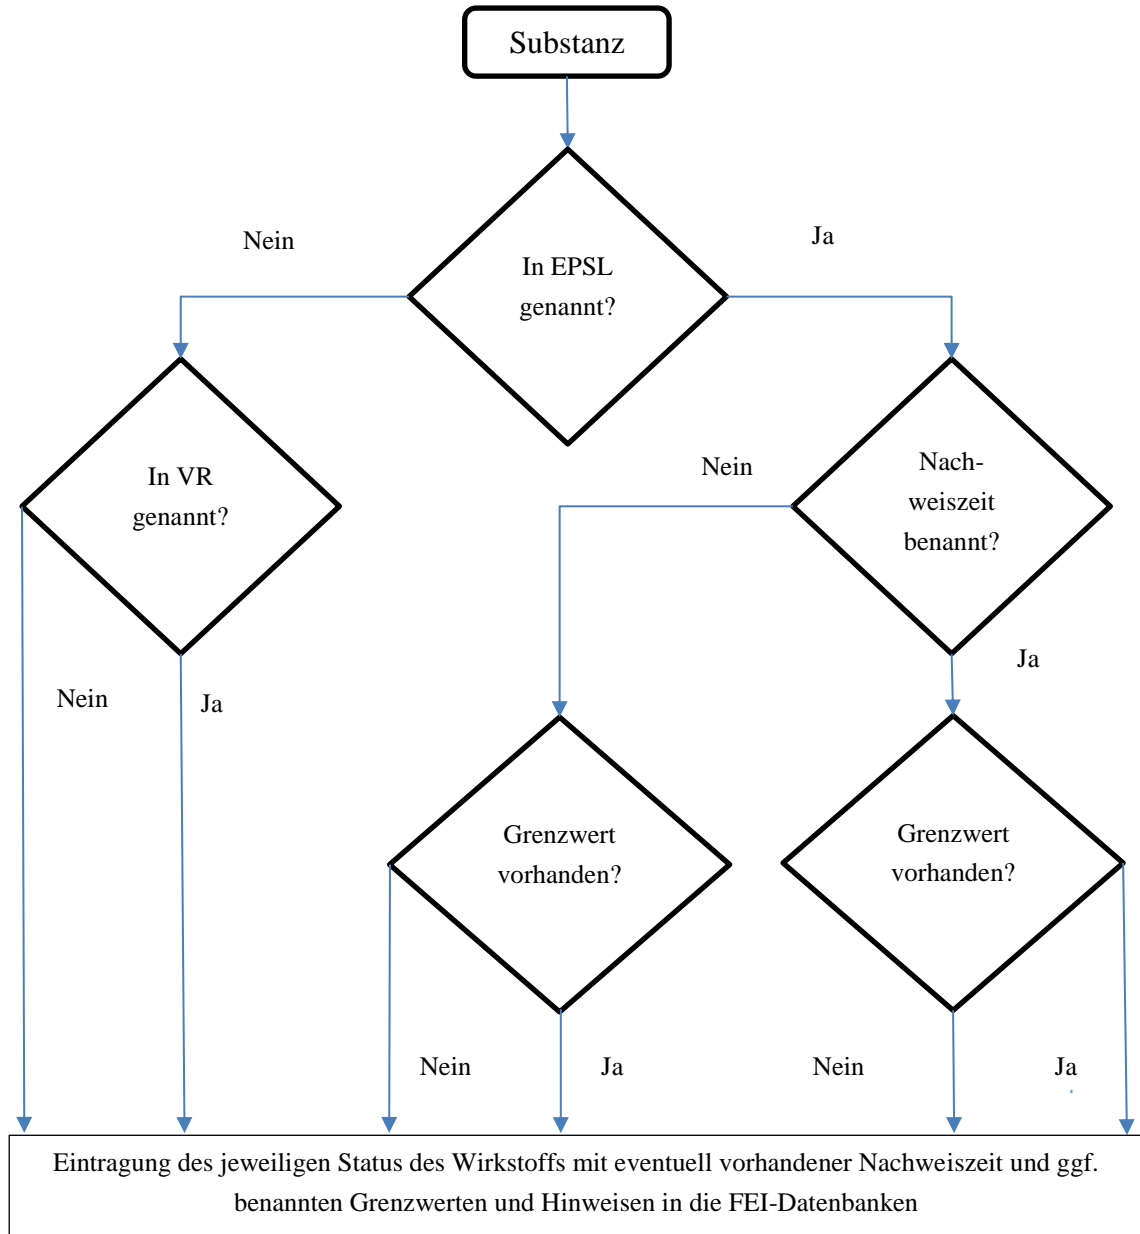 Substanz
Nein
Ja
In EPSL
genannt?
In VR
genannt?
Nein
Nach-
weiszeit
benannt?
Ja
Nein
Ja
Grenzwert
vorhanden?
Grenzwert
vorhanden?
Nein
Ja
Nein
Ja
Eintragung des jeweiligen Status des Wirkstoffs mit eventuell vorhandener Nachweiszeit und ggf.
benannten Grenzwerten und Hinweisen in die FEI-Datenbanken